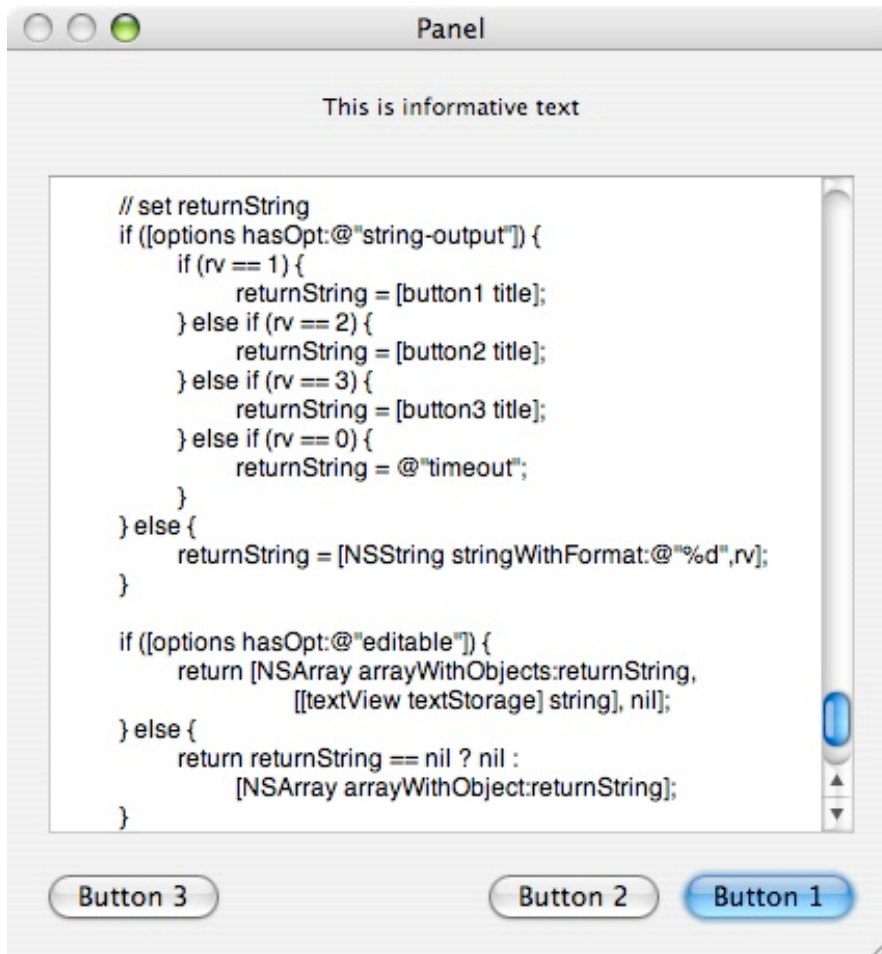 Panel
This is informative text
// set returnString
if ([options hasOpt:@"string-output"]) {
if (rv == 1) {
returnString = [button1 title];
} else if (rv == 2) {
returnString = [button2 title];
} else if (rv == 3) {
returnString = [button3 title];
} else if (rv == 0) {
returnString = @"timeout";
}
} else {
returnString = [NSString stringWithFormat:@"%d",rv];
}
if ([options hasOpt:@"editable"]) {
return [NSArray arrayWithObjects:returnString,
[[textView textStorage] string], nil];
} else {
return returnString == nil ? nil :
[NSArray arrayWithObject:returnString];
}
Button 3 Button 2 Button 1